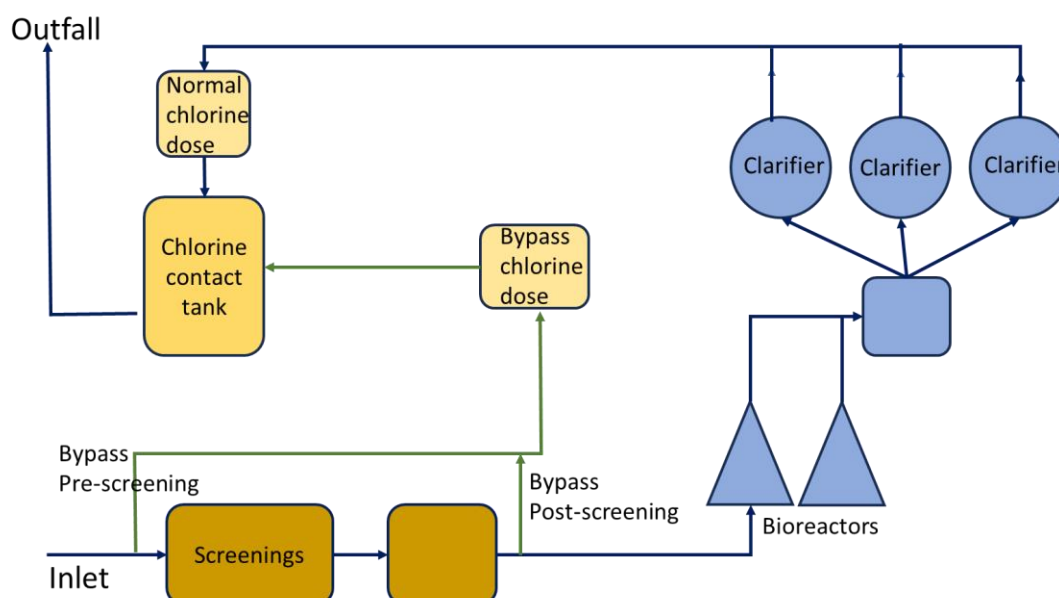 Outfall
Normal
chlorine
dose
Clarifier
Clarifier
Clarifier
Chlorine
contact
tank
Bypass
chlorine
dose
Bypass
Pre-screening
Bypass
Post-screening
Bioreactors
Screenings
Inlet